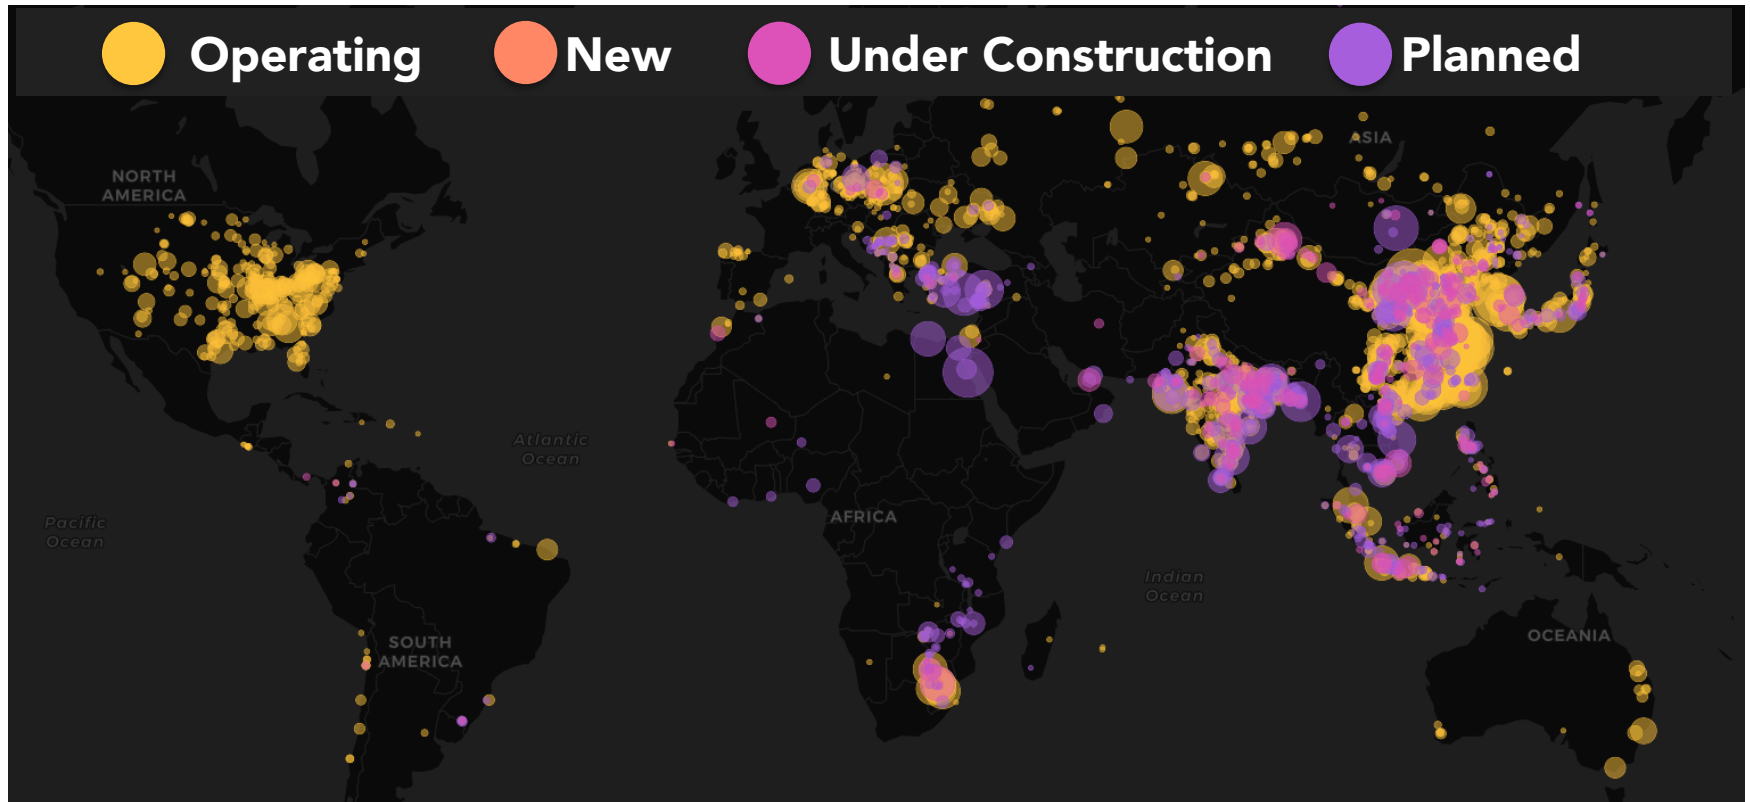 Operating New Under Construction Planned
ASIA
NORTH
AMERICA
Atlantic
Ocean
AFRICA
Pacific
Ocean
Indian
Ocean
SOUTH
AMERICA
OCEANIA